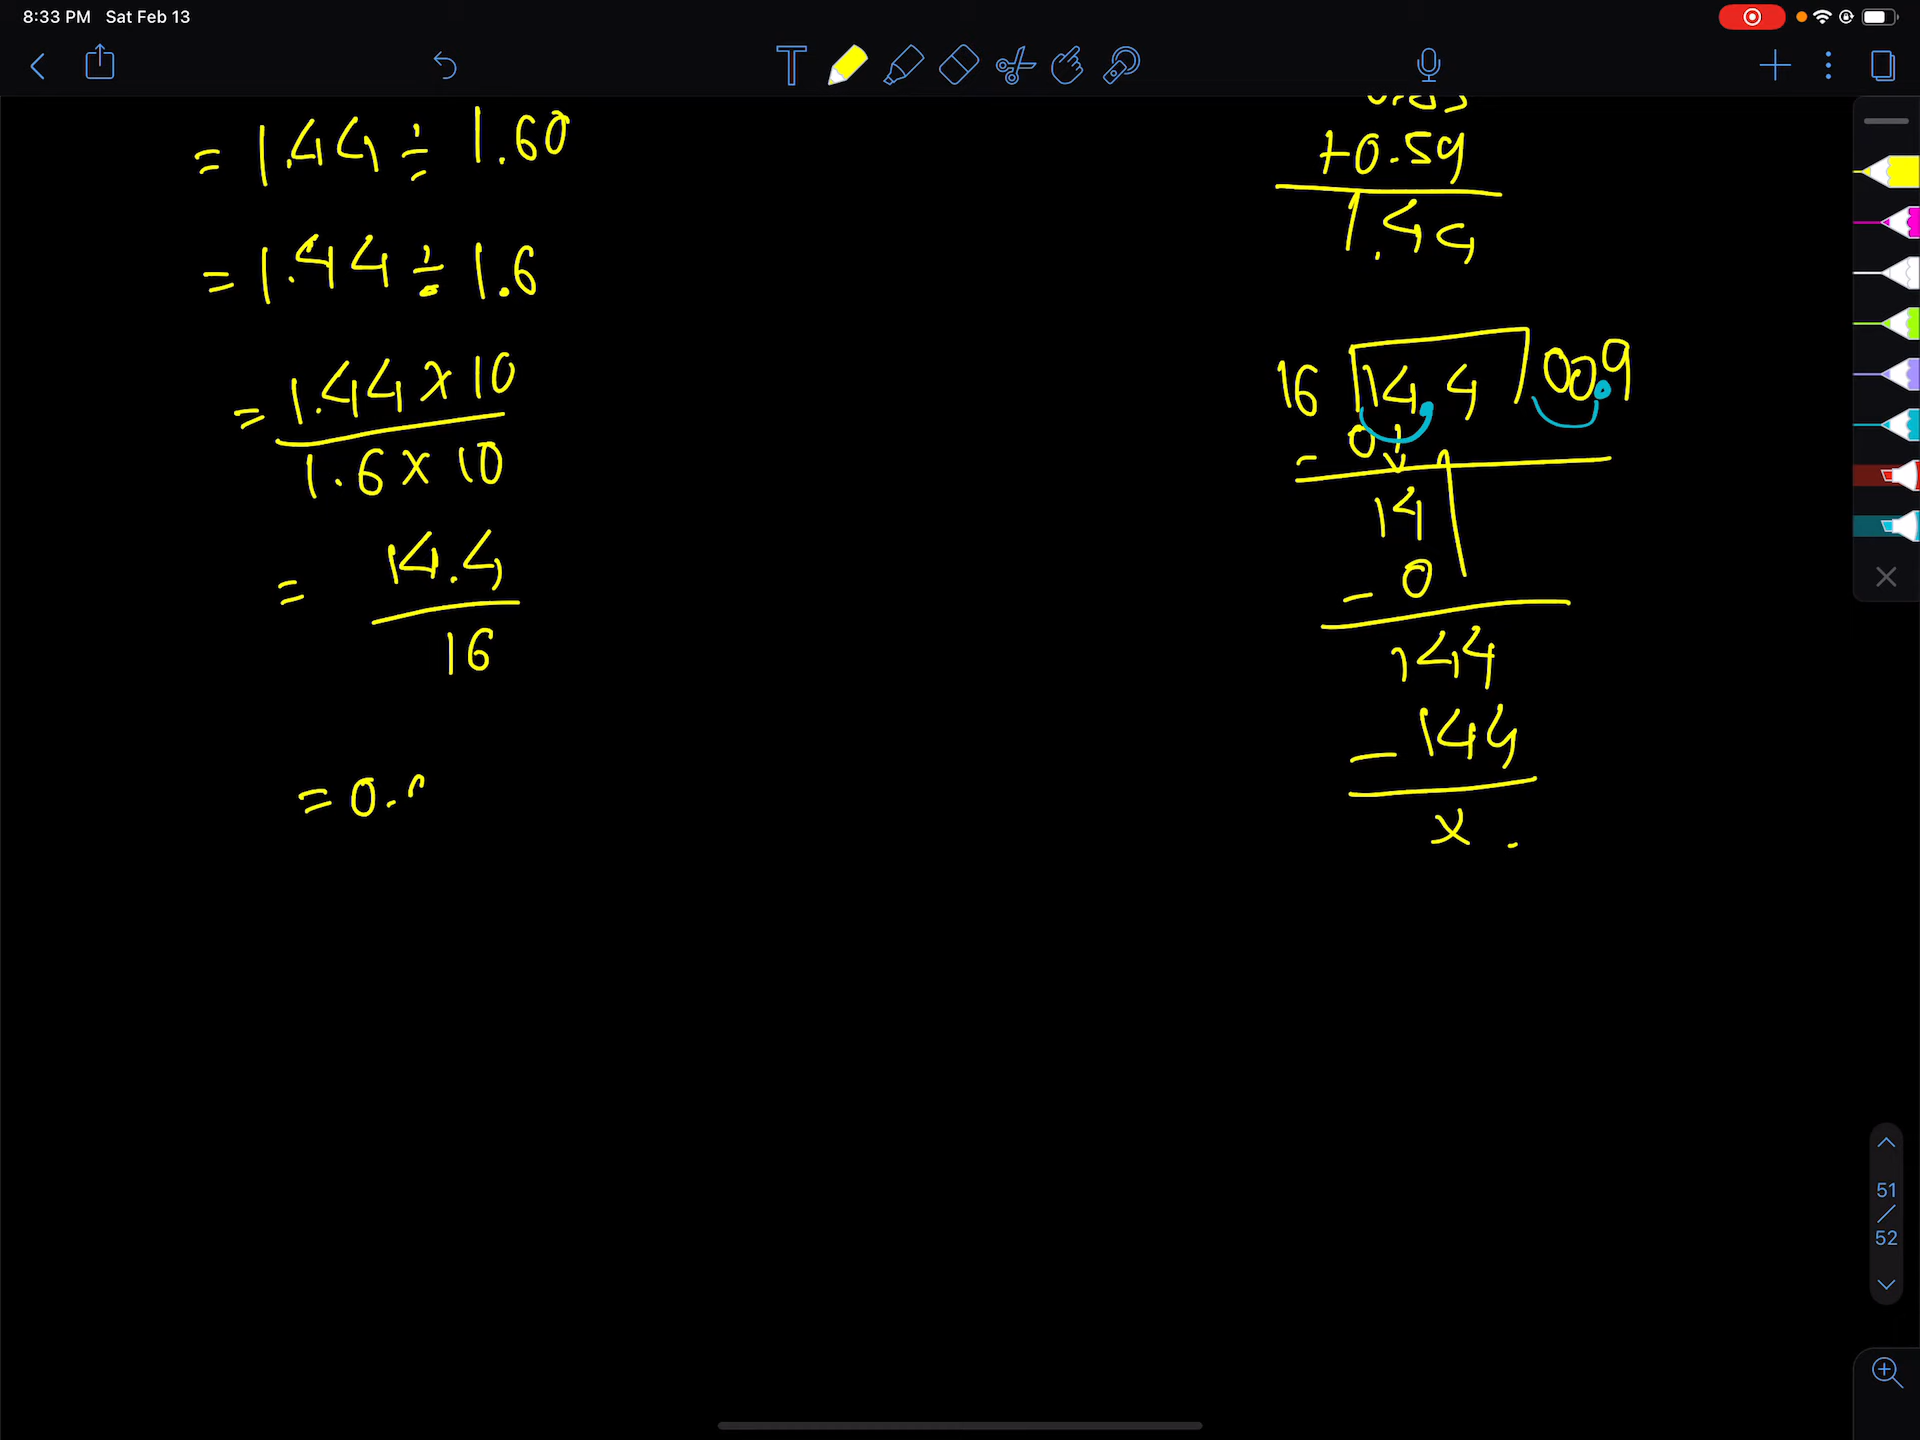 8:33 PM Sat Feb 13
= 1.44 ÷ 1.60
= 1.44 ÷ 1.6
= 1.44 x 10
1.6 x 10
= 14.4
16
= 0.
+0.59
1.44
16 14.4 00.9
- 0
14
- 0
144
- 144
x .
51
/
52